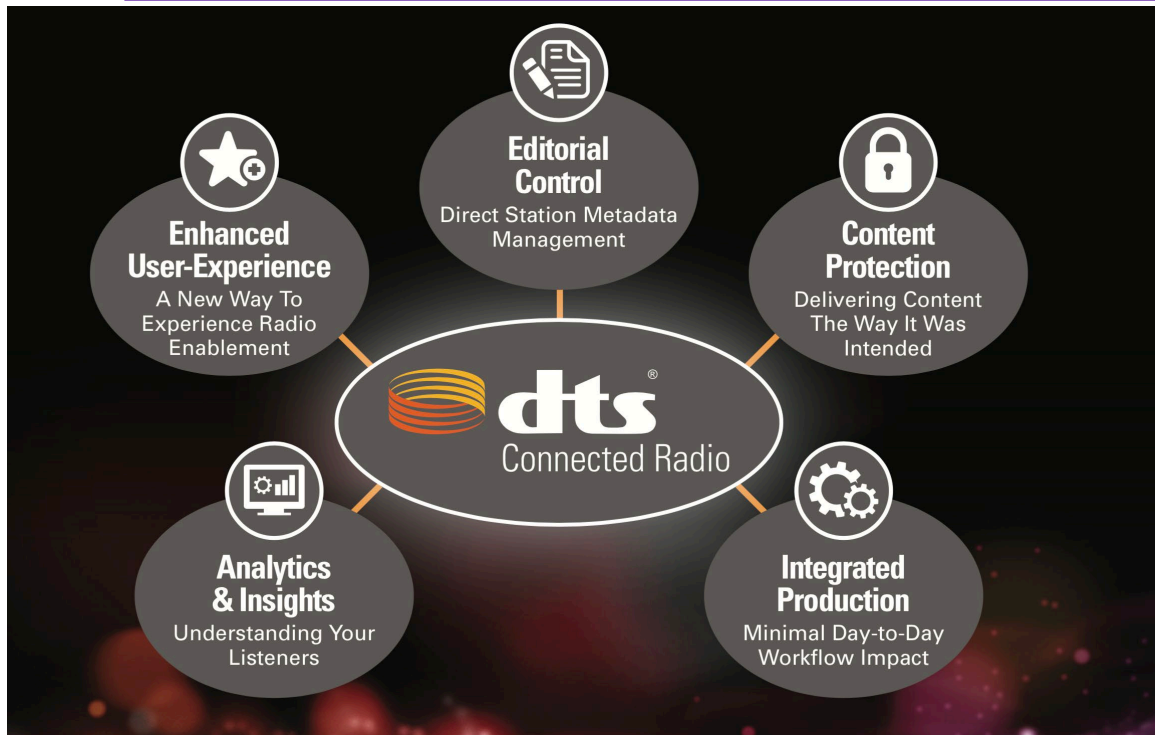 Editorial
Control
Direct Station Metadata
Management
Enhanced
User-Experience
A New Way To
Experience Radio
Enablement
Content
Protection
Delivering Content
The Way It Was
Intended
dts®
Connected Radio
Analytics
& Insights
Understanding Your
Listeners
Integrated
Production
Minimal Day-to-Day
Workflow Impact